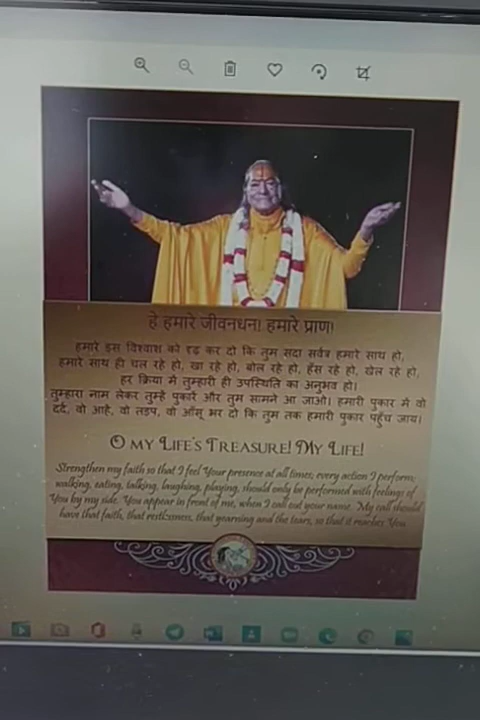 हे हमारे जीवनधन! हमारे प्राण!
हमारे इस विश्वाश को दृढ़ कर दो कि तुम सदा सर्वत्र हमारे साथ हो,
हमारे साथ ही चल रहे हो, खा रहे हो, बोल रहे हो, हँस रहे हो, खेल रहे हो,
हर क्रिया में तुम्हारी ही उपस्थिति का अनुभव हो।
तुम्हारा नाम लेकर तुम्हे पुकारें और तुम सामने आ जाओ। हमारी पुकार में वो
दर्द, वो आहे, वो तड़प, वो आँसू भर दो कि तुम तक हमारी पुकार पहुँच जाय।
O MY LIFE'S TREASURE! MY LIFE!
Strengthen my faith so that I feel Your presence at all times; every action I perform,
walking, eating, talking, laughing, playing, should only be performed with feelings of
You by my side. You appear in front of me, when I call out your name. My call should
have that faith, that restlessness, that yearning and the tears, so that it reaches You.